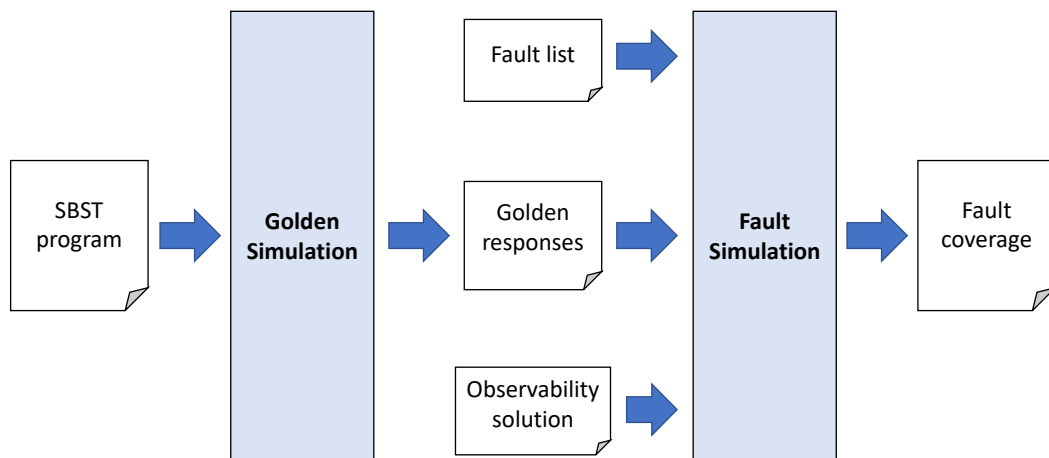 SBST
program
Golden
Simulation
Fault list
Golden
responses
Observability
solution
Fault
Simulation
Fault
coverage